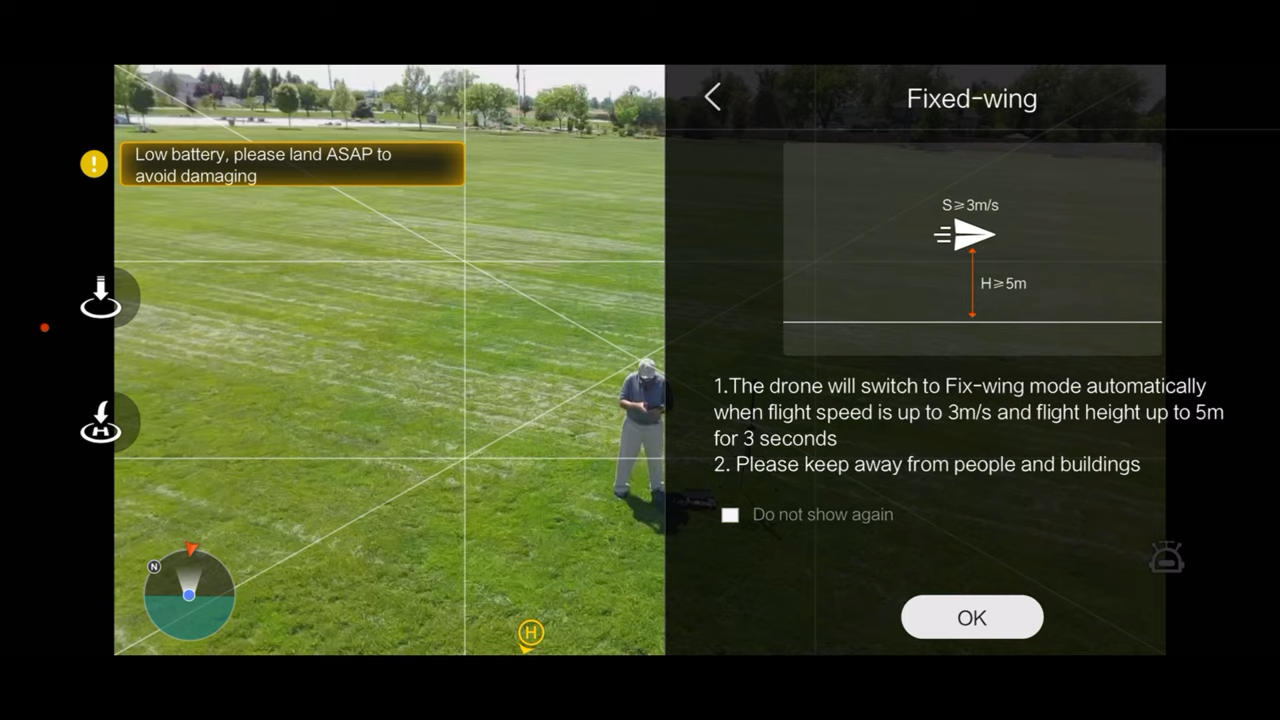 Fixed-wing
Low battery, please land ASAP to
avoid damaging
S≥3m/s
H≥5m
1.The drone will switch to Fix-wing mode automatically
when flight speed is up to 3m/s and flight height up to 5m
for 3 seconds
2. Please keep away from people and buildings
Do not show again
N
H
OK